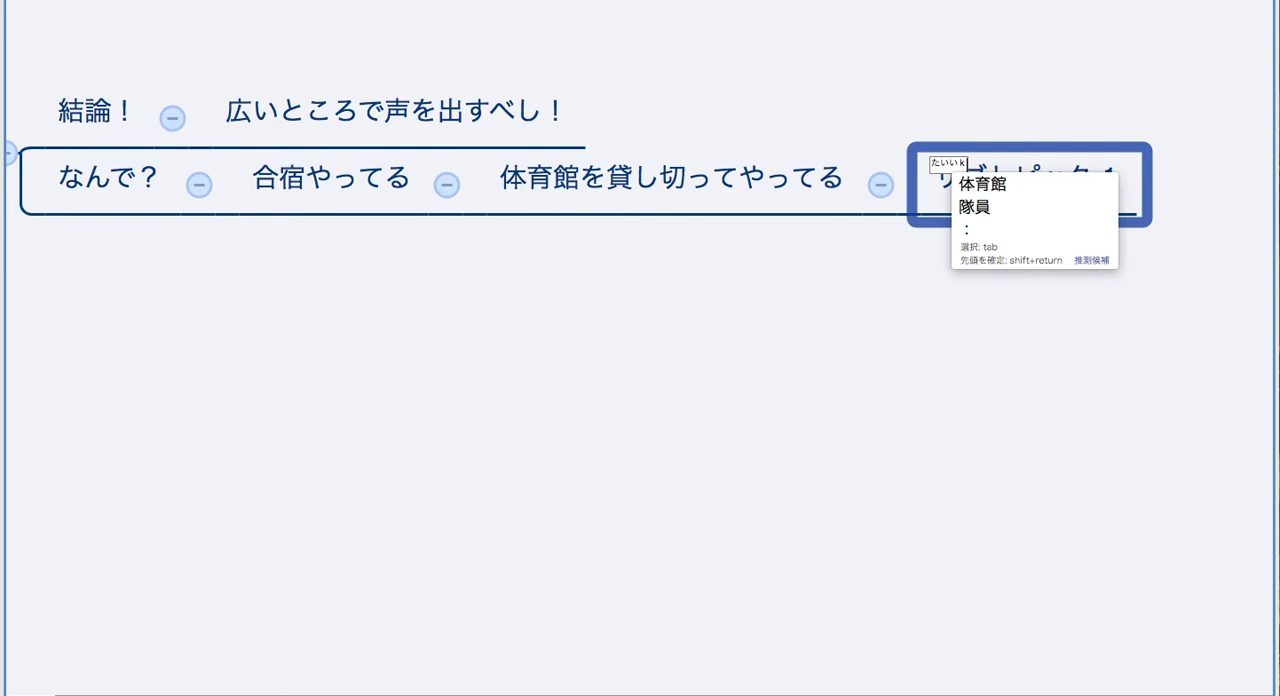 結論！ 広いところで声を出すべし！
なんで？ 合宿やってる 体育館を貸し切ってやってる
たいいk
体育館
隊員
：
選択: tab
先頭を確定: shift+return 推測候補